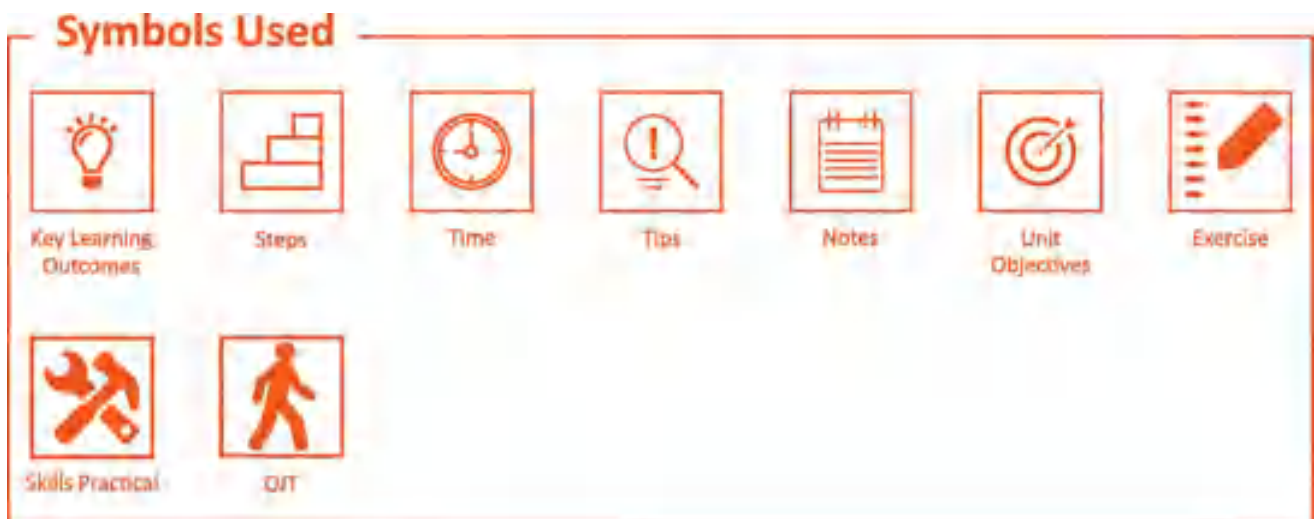 Symbols Used
Key Learning
Outcomes
Steps
Time
Tips
Notes
Unit
Objectives
Exercise
Skills Practical
OJT